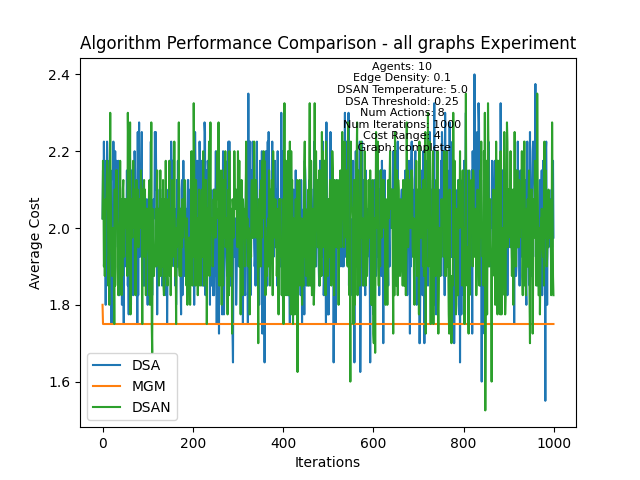 Algorithm Performance Comparison - all graphs Experiment
Agents: 10
Edge Density: 0.1
DSAN Temperature: 5.0
DSA Threshold: 0.25
Num Actions: 8
Num Iterations: 1000
Cost Range: 4
Graph: complete
2.4
2.2
2.0
1.8
1.6
Average Cost
DSA
MGM
DSAN
0
200
400
600
800
1000
Iterations